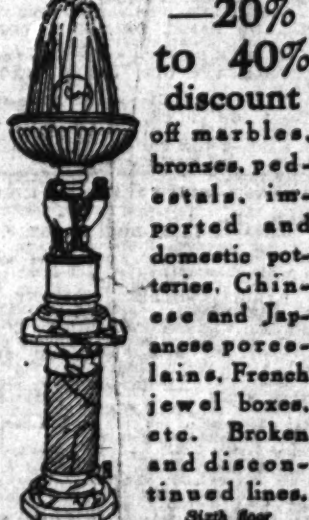 —20%
to 40%
discount
off marbles,
bronzes, ped-
estals, im-
ported and
domestic pot-
teries, Chin-
ese and Jap-
anese porce-
lains, French
jewel boxes,
etc. Broken
and discon-
tinued lines.
Sixth floor